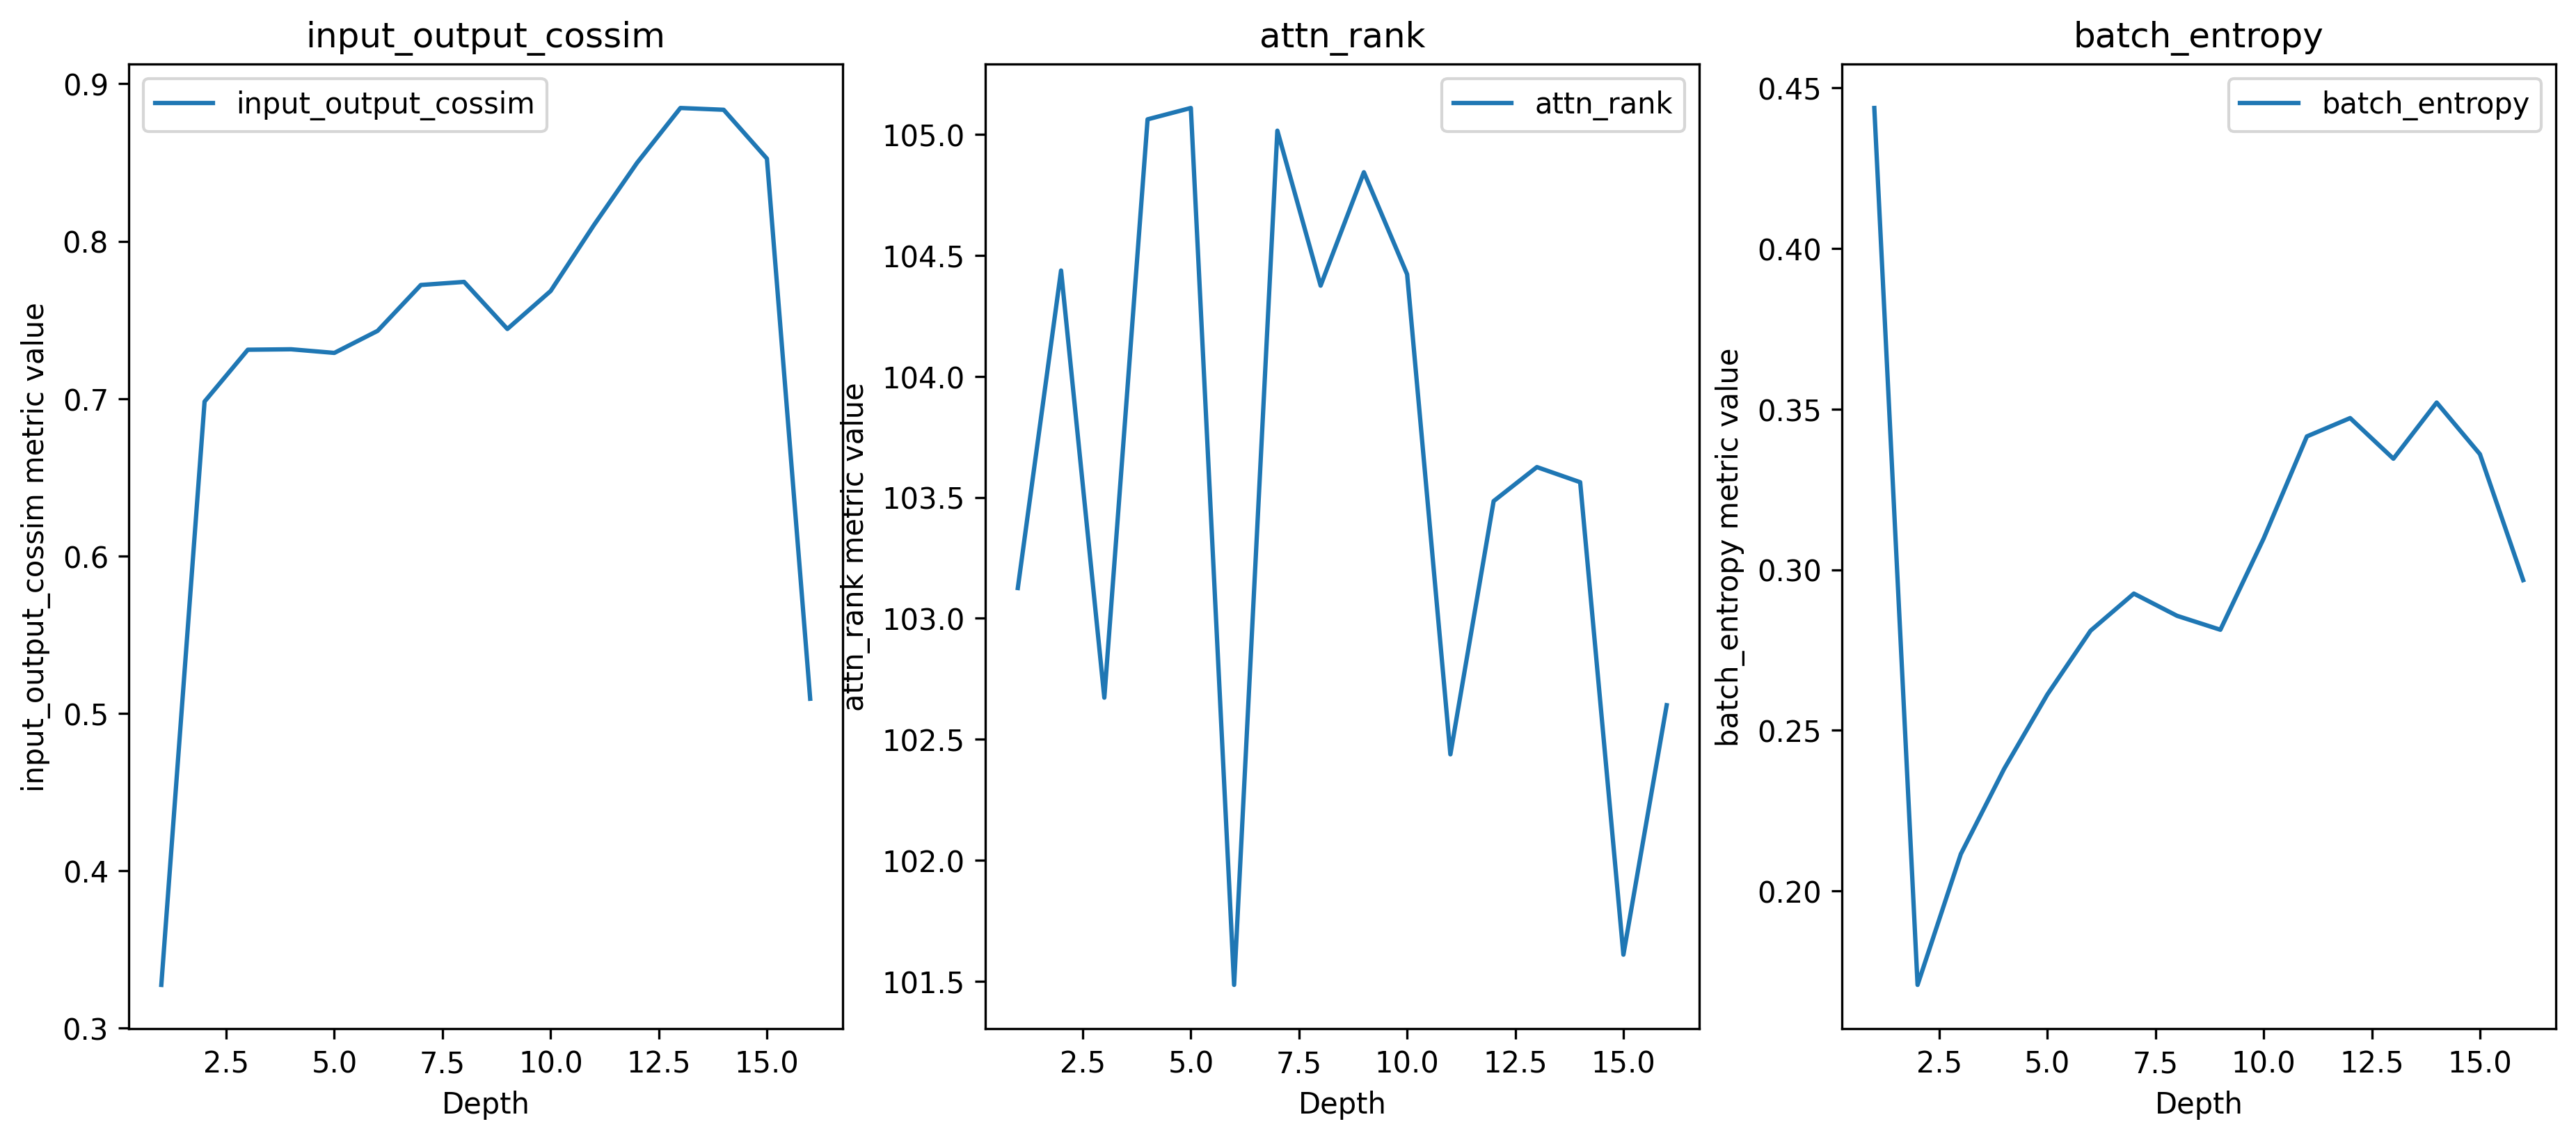 input_output_cossim
input_output_cossim
0.9
0.8
0.7
0.6
0.5
0.4
0.3
input_output_cossim metric value
2.5 5.0 7.5 10.0 12.5 15.0
Depth
attn_rank
attn_rank
105.0
104.5
104.0
103.5
103.0
102.5
102.0
101.5
attn_rank metric value
2.5 5.0 7.5 10.0 12.5 15.0
Depth
batch_entropy
batch_entropy
0.45
0.40
0.35
0.30
0.25
0.20
batch_entropy metric value
2.5 5.0 7.5 10.0 12.5 15.0
Depth